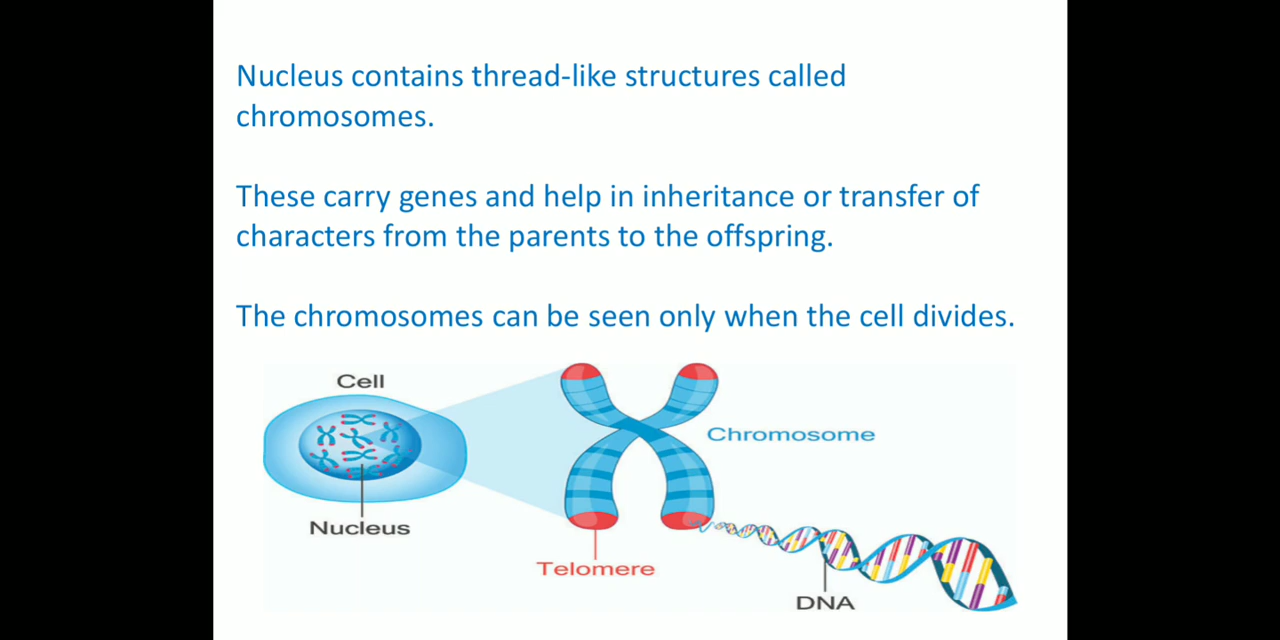 Nucleus contains thread-like structures called
chromosomes.
These carry genes and help in inheritance or transfer of
characters from the parents to the offspring.
The chromosomes can be seen only when the cell divides.
Cell
Chromosome
Nucleus
Telomere
DNA